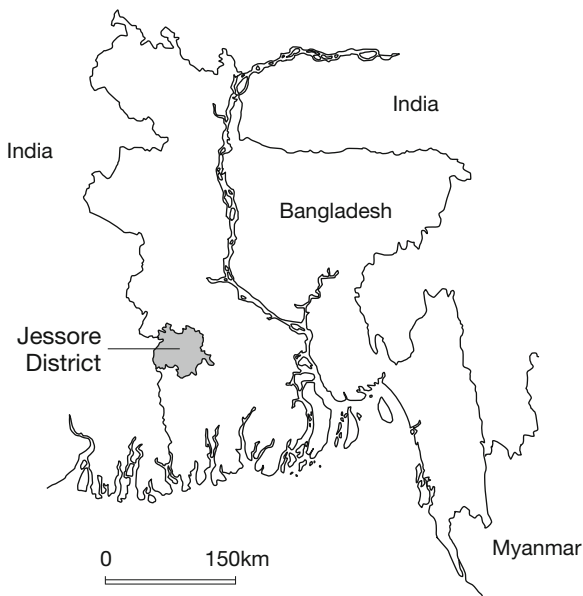 India
India
Bangladesh
Jessore
District
0 150km
Myanmar